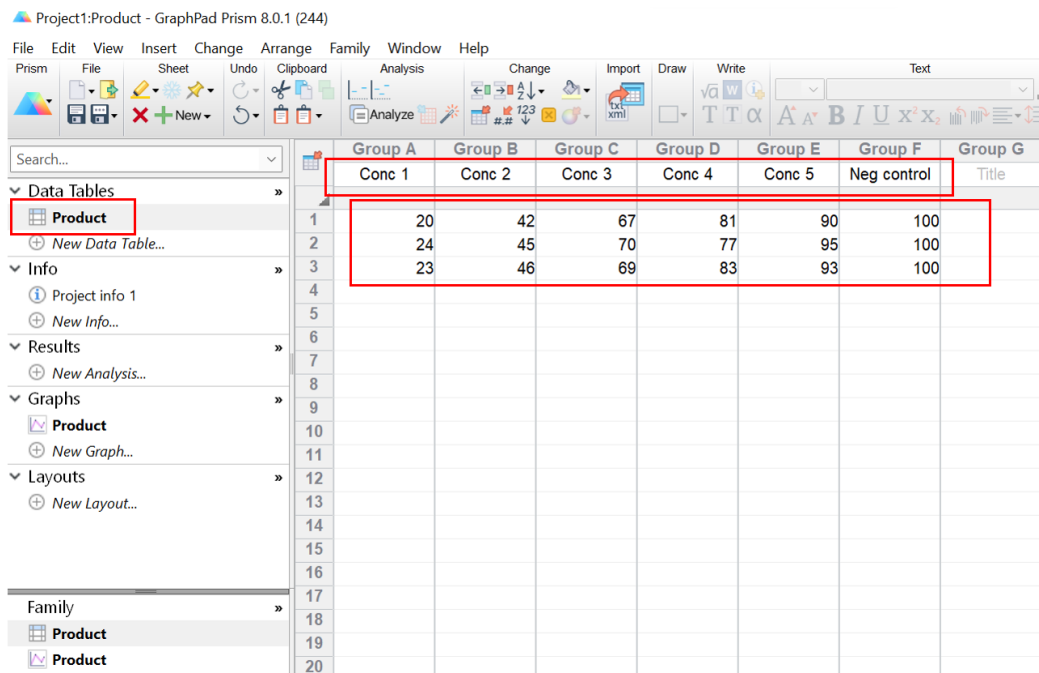 Project1:Product - GraphPad Prism 8.0.1 (244)
File Edit View Insert Change Arrange Family Window Help
Prism File Sheet Undo Clipboard Analysis Change Import Draw Write Text
New
Analyze
txt
xml
Search...
Data Tables
Product
New Data Table...
Info
Project info 1
New Info...
Results
New Analysis...
Graphs
Product
New Graph...
Layouts
New Layout...
Family
Product
Product
Group A Group B Group C Group D Group E Group F Group G
Conc 1 Conc 2 Conc 3 Conc 4 Conc 5 Neg control Title
1 20 42 67 81 90 100
2 24 45 70 77 95 100
3 23 46 69 83 93 100
4
5
6
7
8
9
10
11
12
13
14
15
16
17
18
19
20